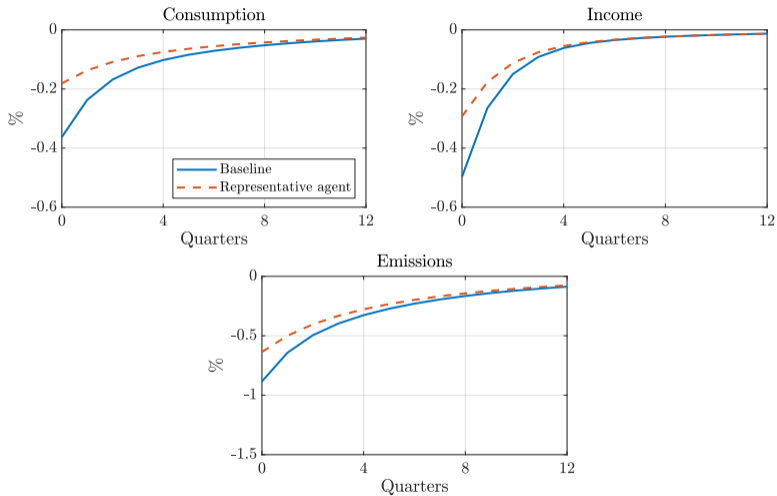 Consumption
0
-0.2
-0.4
-0.6
%
0 4 8 12
Quarters
Baseline
Representative agent
Income
0
-0.2
-0.4
-0.6
%
0 4 8 12
Quarters
Emissions
0
-0.5
-1
-1.5
%
0 4 8 12
Quarters